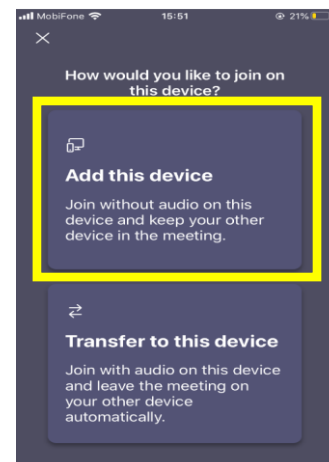 MobiFone 15:51 21%
How would you like to join on
this device?
Add this device
Join without audio on this
device and keep your other
device in the meeting.
Transfer to this device
Join with audio on this device
and leave the meeting on
your other device
automatically.